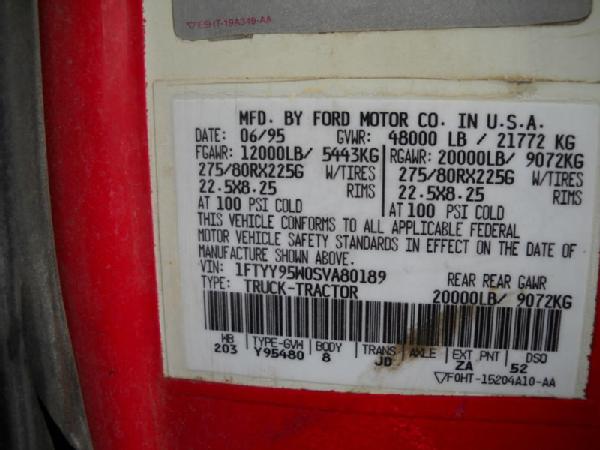 ▽E9HT-19A349-AA
MFD. BY FORD MOTOR CO. IN U.S.A.
DATE: 06/95 GVWR: 48000 LB / 21772 KG
FGAWR: 12000LB/ 5443KG RGAWR: 20000LB/ 9072KG
275/80RX225G W/TIRES 275/80RX225G W/TIRES
22.5X8.25 RIMS 22.5X8.25 RIMS
AT 100 PSI COLD AT 100 PSI COLD
THIS VEHICLE CONFORMS TO ALL APPLICABLE FEDERAL
MOTOR VEHICLE SAFETY STANDARDS IN EFFECT ON THE DATE OF
MANUFACTURE SHOWN ABOVE.
VIN: 1FTYY95W0SVA80189 REAR REAR GAWR
TYPE: TRUCK-TRACTOR 20000LB/ 9072KG
WB TYPE-GVW BODY TRANS AXLE EXT PNT DSO
203 Y95480 8 JD ZA 52
▽F0HT-15204A10-AA